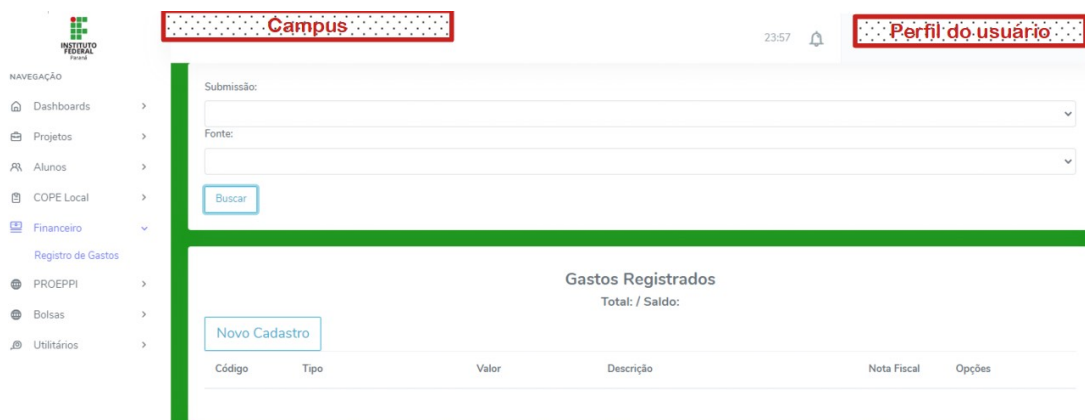 INSTITUTO
FEDERAL
Paraná
Campus
23:57
Perfil do usuário
NAVEGAÇÃO
Dashboards
Projetos
Alunos
COPE Local
Financeiro
Registro de Gastos
PROEPPI
Bolsas
Utilitários
Submissão:
Fonte:
Buscar
Gastos Registrados
Total: / Saldo:
Novo Cadastro
Código Tipo Valor Descrição Nota Fiscal Opções